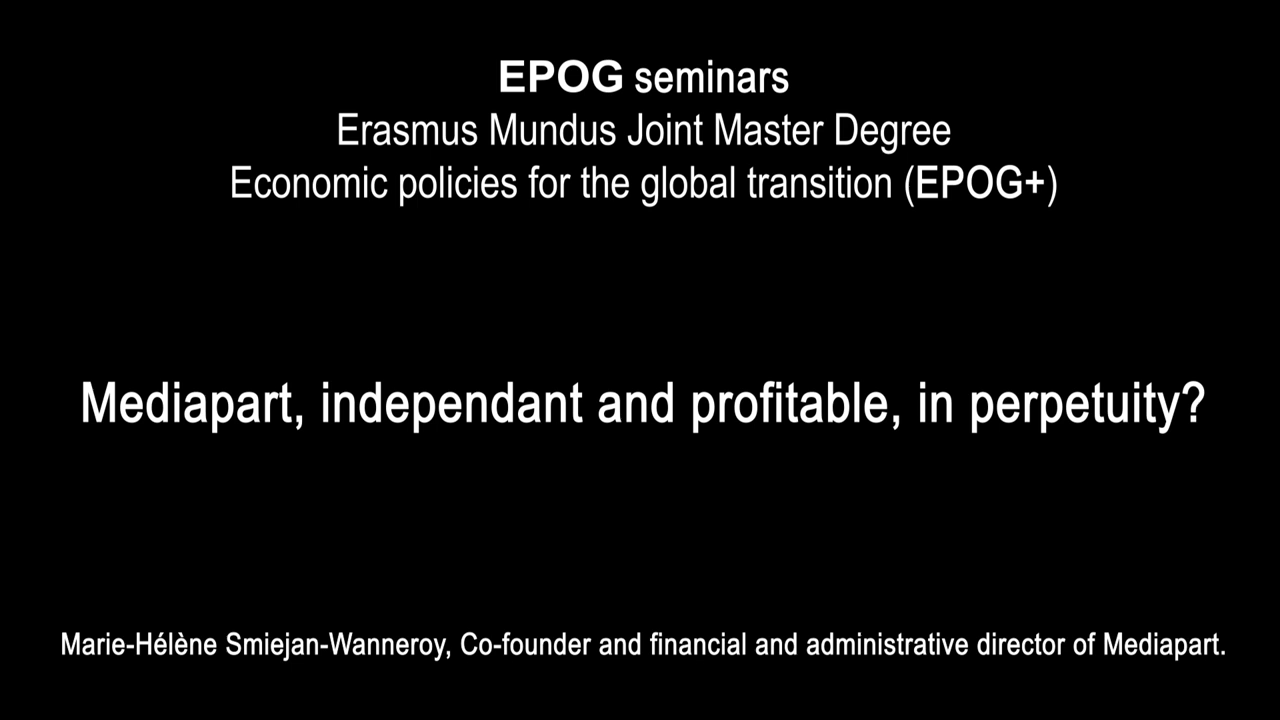 EPOG seminars
Erasmus Mundus Joint Master Degree
Economic policies for the global transition (EPOG+)
Mediapart, independant and profitable, in perpetuity?
Marie-Hélène Smiejan-Wanneroy, Co-founder and financial and administrative director of Mediapart.